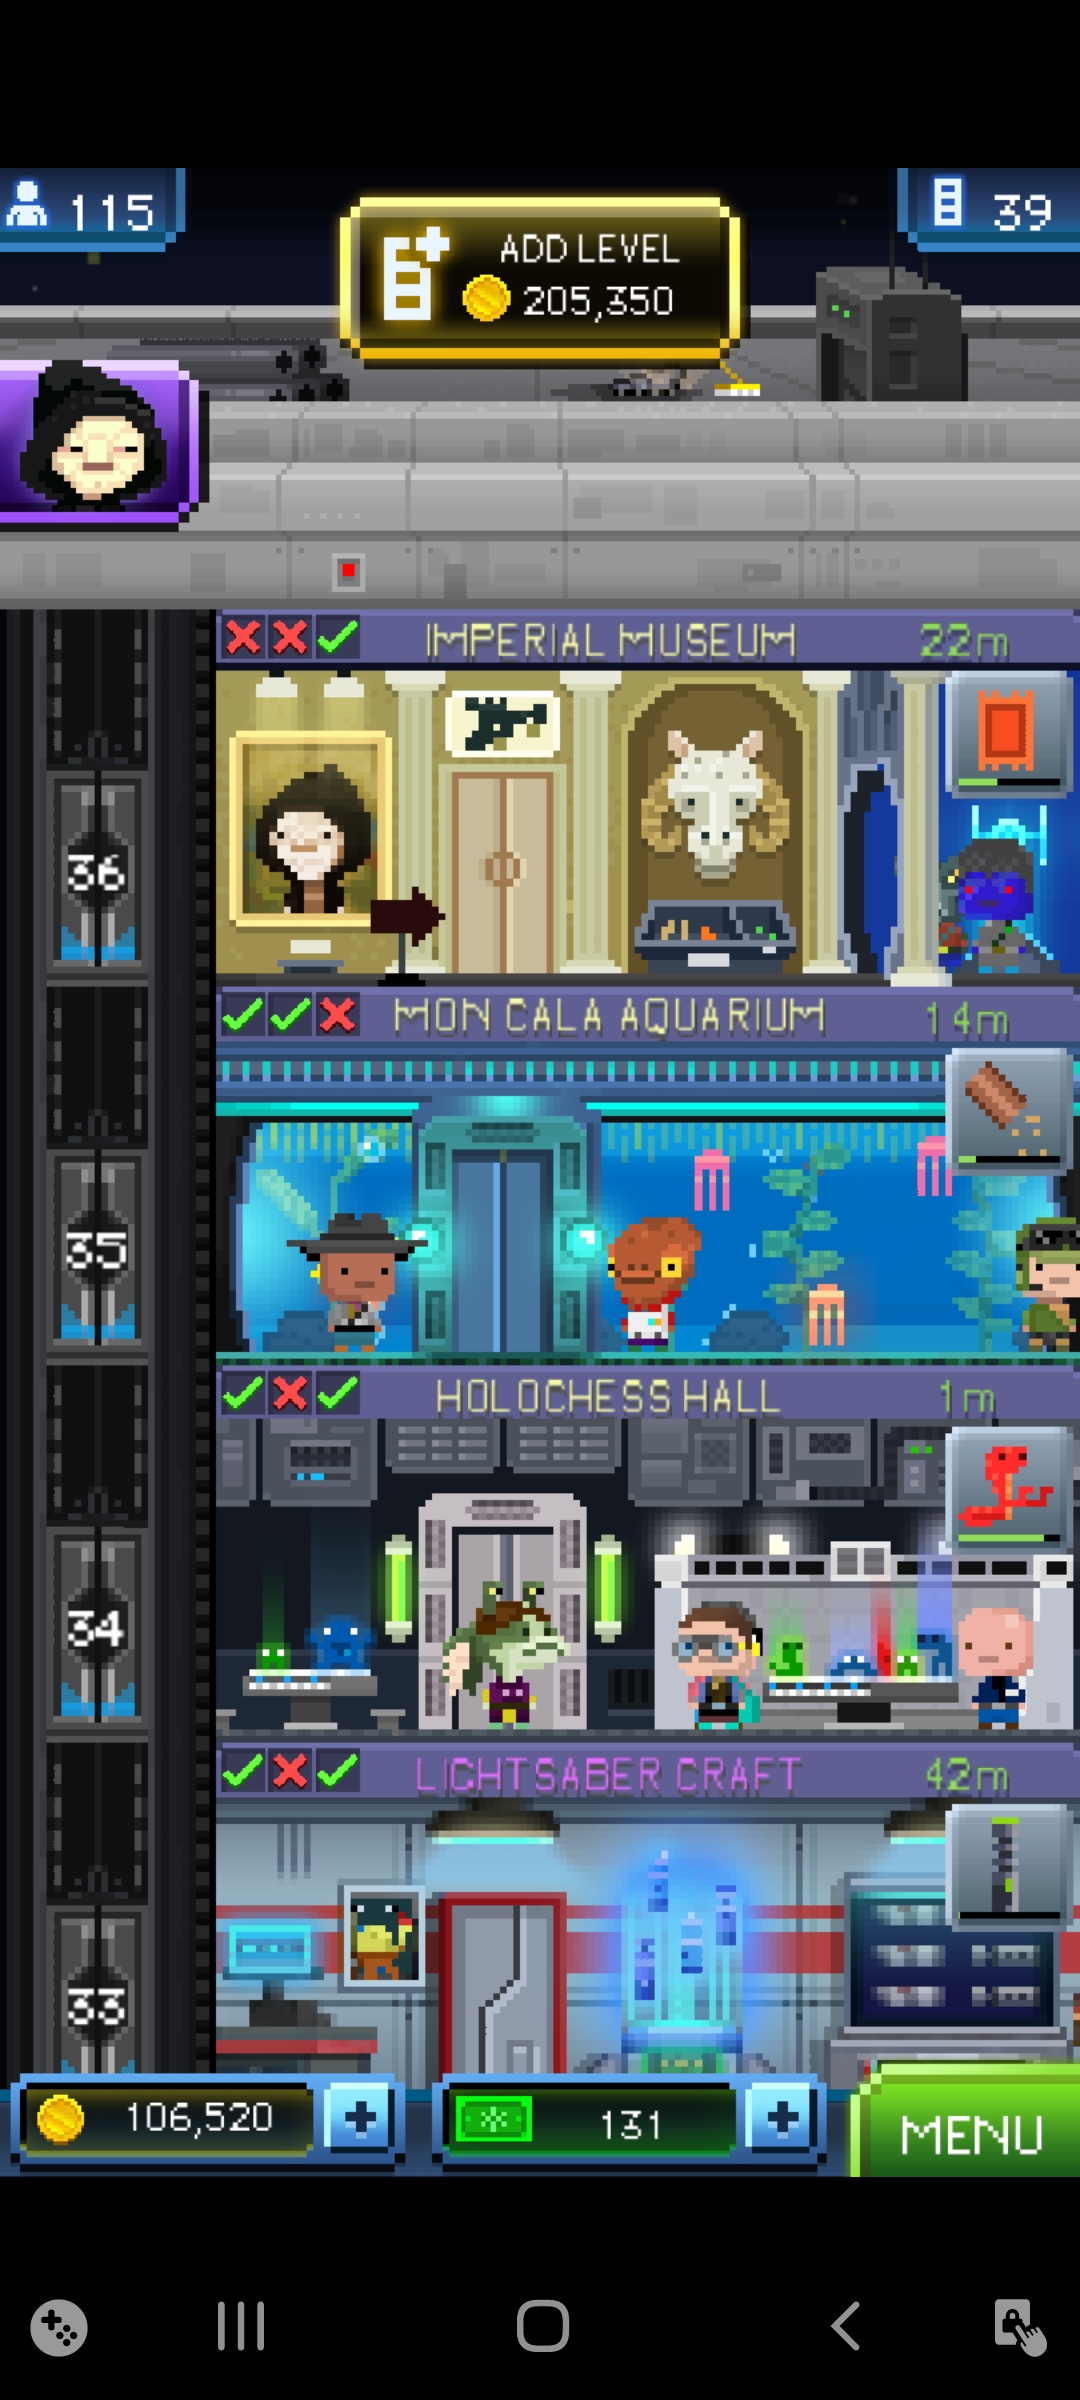 115
ADD LEVEL
205,350
39
IMPERIAL MUSEUM 22m
36
MON CALA AQUARIUM 14m
35
HOLOCHESS HALL 1m
34
LIGHTSABER CRAFT 42m
33
106,520
131
MENU